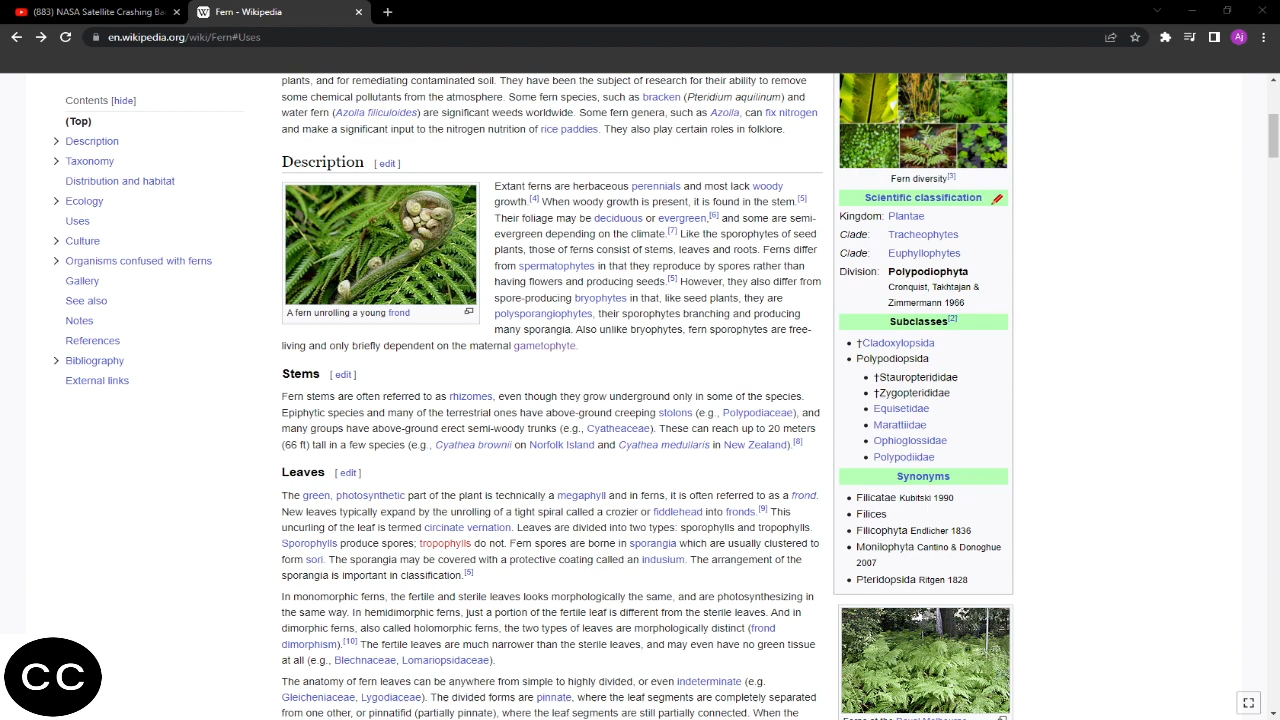 (883) NASA Satellite Crashing Ba
Fern - Wikipedia
en.wikipedia.org/wiki/Fern#Uses
Aj
Contents [hide]
(Top)
Description
Taxonomy
Distribution and habitat
Ecology
Uses
Culture
Organisms confused with ferns
Gallery
See also
Notes
References
Bibliography
External links
plants, and for remediating contaminated soil. They have been the subject of research for their ability to remove
some chemical pollutants from the atmosphere. Some fern species, such as bracken (Pteridium aquilinum) and
water fern (Azolla filiculoides) are significant weeds worldwide. Some fern genera, such as Azolla, can fix nitrogen
and make a significant input to the nitrogen nutrition of rice paddies. They also play certain roles in folklore.
Description [ edit ]
A fern unrolling a young frond
Extant ferns are herbaceous perennials and most lack woody
growth.[4] When woody growth is present, it is found in the stem.[5]
Their foliage may be deciduous or evergreen,[6] and some are semi-
evergreen depending on the climate.[7] Like the sporophytes of seed
plants, those of ferns consist of stems, leaves and roots. Ferns differ
from spermatophytes in that they reproduce by spores rather than
having flowers and producing seeds.[5] However, they also differ from
spore-producing bryophytes in that, like seed plants, they are
polysporangiophytes, their sporophytes branching and producing
many sporangia. Also unlike bryophytes, fern sporophytes are free-
living and only briefly dependent on the maternal gametophyte.
Stems [ edit ]
Fern stems are often referred to as rhizomes, even though they grow underground only in some of the species.
Epiphytic species and many of the terrestrial ones have above-ground creeping stolons (e.g., Polypodiaceae), and
many groups have above-ground erect semi-woody trunks (e.g., Cyatheaceae). These can reach up to 20 meters
(66 ft) tall in a few species (e.g., Cyathea brownii on Norfolk Island and Cyathea medullaris in New Zealand).[8]
Leaves [ edit ]
The green, photosynthetic part of the plant is technically a megaphyll and in ferns, it is often referred to as a frond.
New leaves typically expand by the unrolling of a tight spiral called a crozier or fiddlehead into fronds.[9] This
uncurling of the leaf is termed circinate vernation. Leaves are divided into two types: sporophylls and tropophylls.
Sporophylls produce spores; tropophylls do not. Fern spores are borne in sporangia which are usually clustered to
form sori. The sporangia may be covered with a protective coating called an indusium. The arrangement of the
sporangia is important in classification.[5]
In monomorphic ferns, the fertile and sterile leaves looks morphologically the same, and are photosynthesizing in
the same way. In hemidimorphic ferns, just a portion of the fertile leaf is different from the sterile leaves. And in
dimorphic ferns, also called holomorphic ferns, the two types of leaves are morphologically distinct (frond
dimorphism).[10] The fertile leaves are much narrower than the sterile leaves, and may even have no green tissue
at all (e.g., Blechnaceae, Lomariopsidaceae).
The anatomy of fern leaves can be anywhere from simple to highly divided, or even indeterminate (e.g.
Gleicheniaceae, Lygodiaceae). The divided forms are pinnate, where the leaf segments are completely separated
from one other, or pinnatifid (partially pinnate), where the leaf segments are still partially connected. When the
Fern diversity[3]
Scientific classification
Kingdom: Plantae
Clade: Tracheophytes
Clade: Euphyllophytes
Division: Polypodiophyta
Cronquist, Takhtajan &
Zimmermann 1966
Subclasses[2]
†Cladoxylopsida
Polypodiopsida
†Stauropterididae
†Zygopterididae
Equisetidae
Marattiidae
Ophioglossidae
Polypodiidae
Synonyms
Filicatae Kubitski 1990
Filices
Filicophyta Endlicher 1836
Monilophyta Cantino & Donoghue
2007
Pteridopsida Ritgen 1828
Ferns at the Royal Melbourne
CC